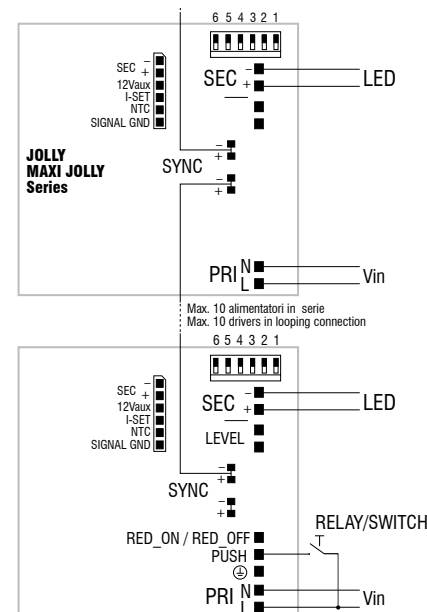 6 5 4 3 2 1
–
SEC +
12Vaux
I-SET
NTC
SIGNAL GND
SEC –
+
LED
JOLLY
MAXI JOLLY
Series
SYNC
–
+
–
+
PRI N
L
Vin
Max. 10 alimentatori in serie
Max. 10 drivers in looping connection
6 5 4 3 2 1
–
SEC +
12Vaux
I-SET
NTC
SIGNAL GND
SEC –
+
LED
LEVEL
SYNC
–
+
–
+
RED_ON / RED_OFF
PUSH
RELAY/SWITCH
PRI N
L
Vin